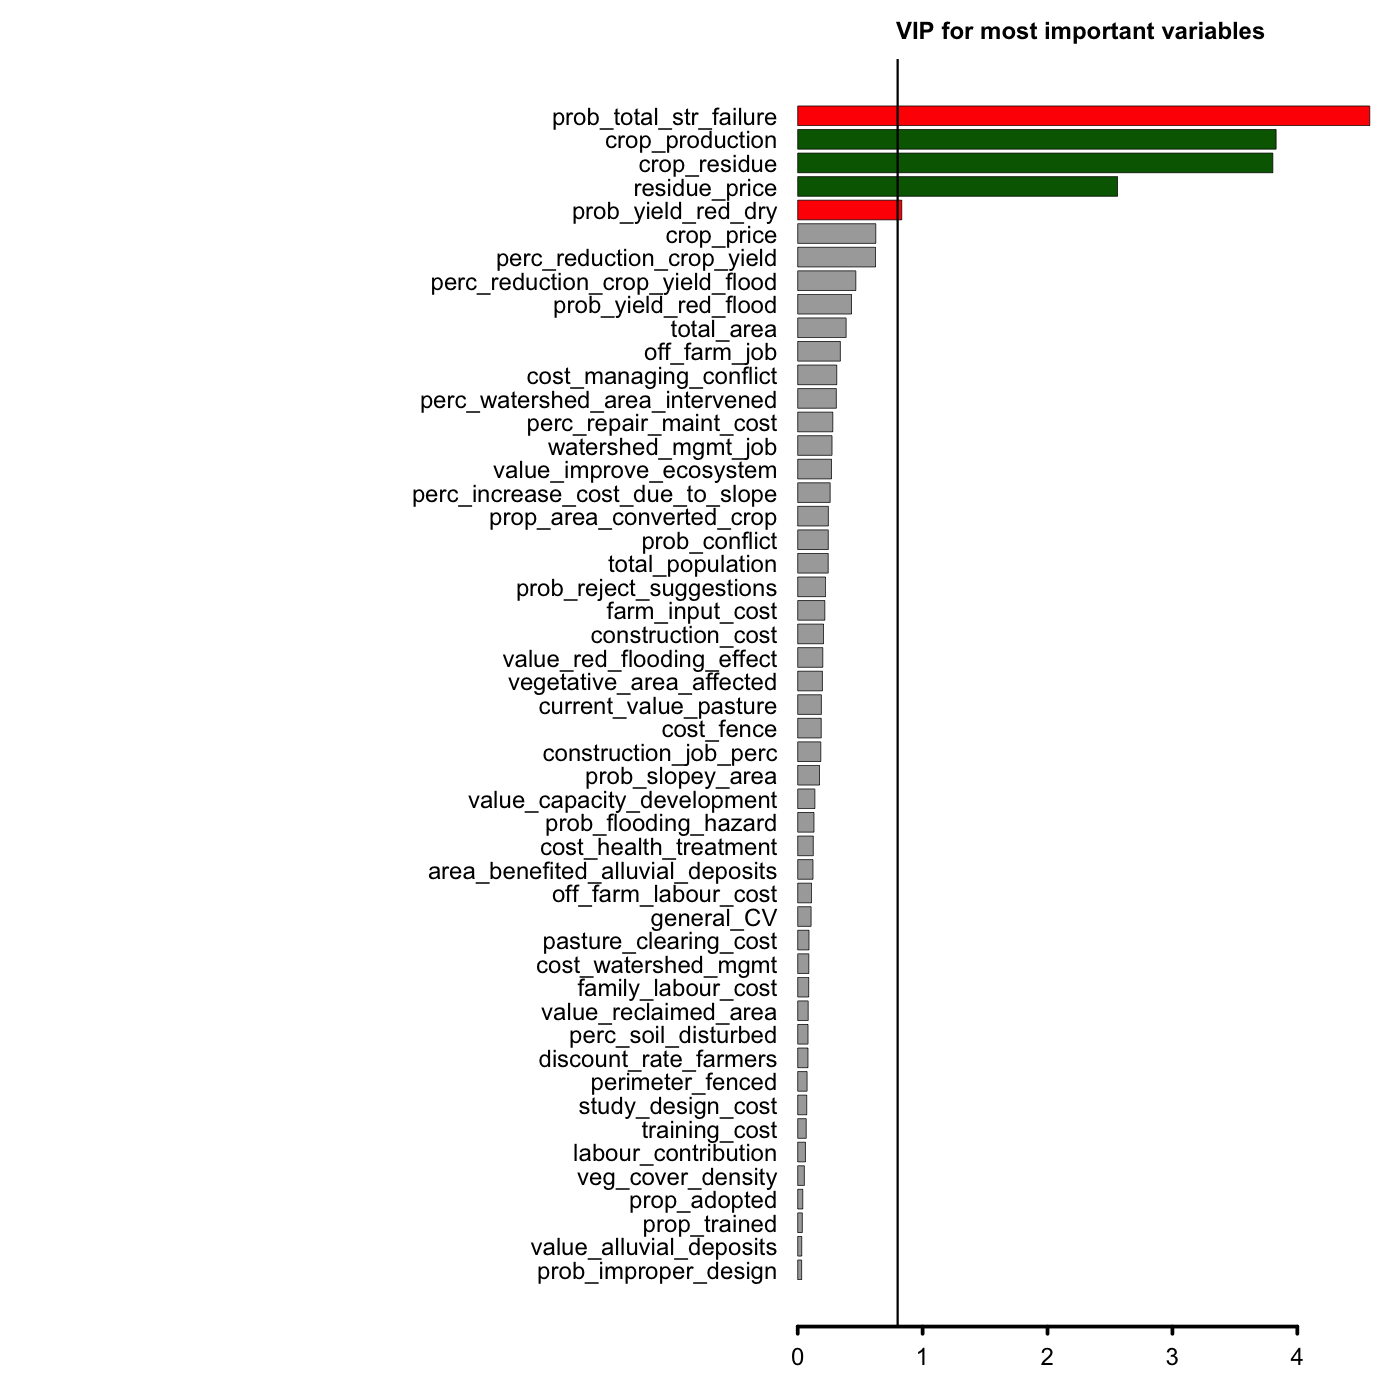 VIP for most important variables
prob_total_str_failure
crop_production
crop_residue
residue_price
prob_yield_red_dry
crop_price
perc_reduction_crop_yield
perc_reduction_crop_yield_flood
prob_yield_red_flood
total_area
off_farm_job
cost_managing_conflict
perc_watershed_area_intervened
perc_repair_maint_cost
watershed_mgmt_job
value_improve_ecosystem
perc_increase_cost_due_to_slope
prop_area_converted_crop
prob_conflict
total_population
prob_reject_suggestions
farm_input_cost
construction_cost
value_red_flooding_effect
vegetative_area_affected
current_value_pasture
cost_fence
construction_job_perc
prob_slopey_area
value_capacity_development
prob_flooding_hazard
cost_health_treatment
area_benefited_alluvial_deposits
off_farm_labour_cost
general_CV
pasture_clearing_cost
cost_watershed_mgmt
family_labour_cost
value_reclaimed_area
perc_soil_disturbed
discount_rate_farmers
perimeter_fenced
study_design_cost
training_cost
labour_contribution
veg_cover_density
prop_adopted
prop_trained
value_alluvial_deposits
prob_improper_design
0 1 2 3 4